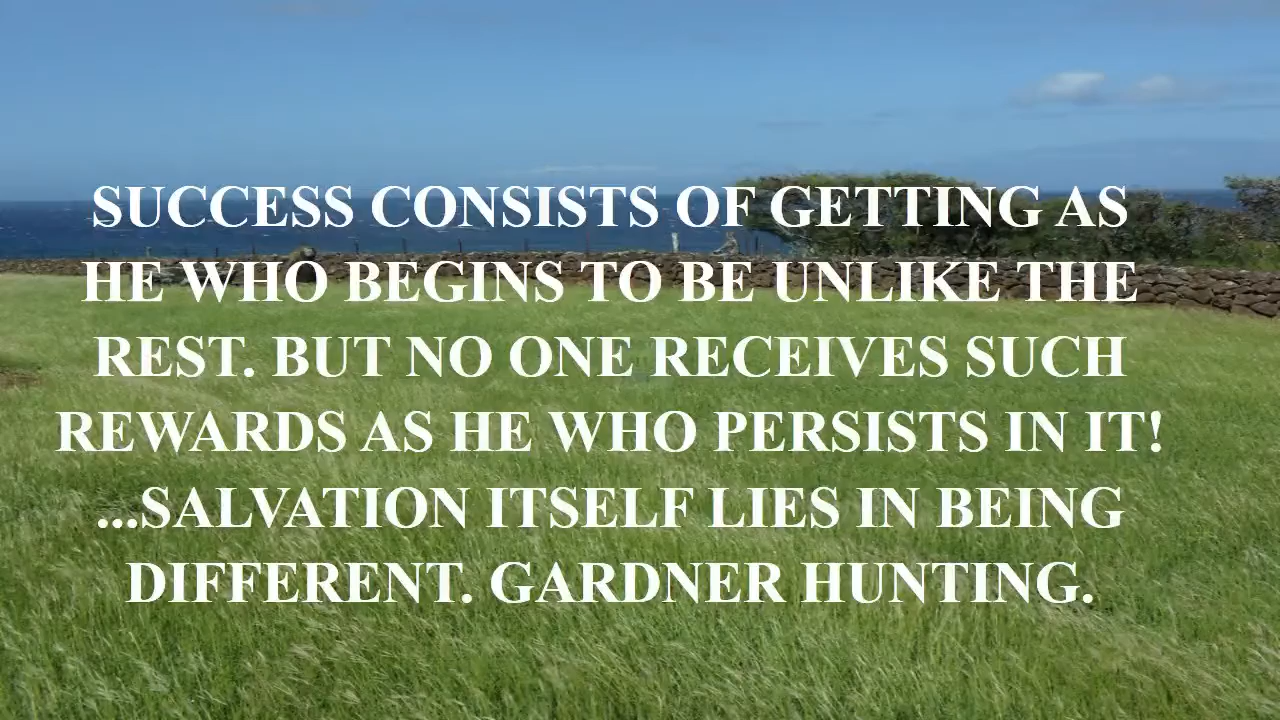 SUCCESS CONSISTS OF GETTING AS
HE WHO BEGINS TO BE UNLIKE THE
REST. BUT NO ONE RECEIVES SUCH
REWARDS AS HE WHO PERSISTS IN IT!
...SALVATION ITSELF LIES IN BEING
DIFFERENT. GARDNER HUNTING.